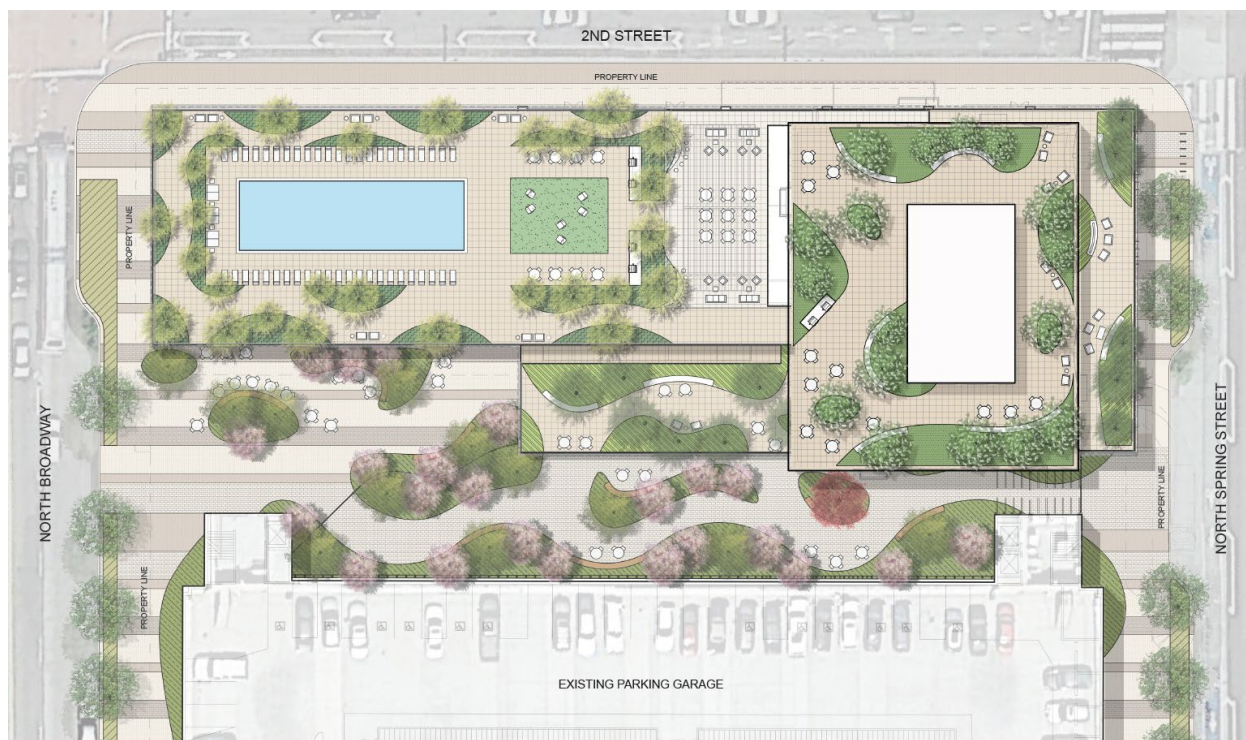 2ND STREET
PROPERTY LINE
PROPERTY LINE
NORTH BROADWAY
NORTH SPRING STREET
PROPERTY LINE
PROPERTY LINE
EXISTING PARKING GARAGE